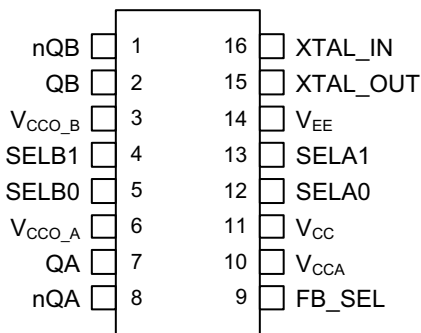 nQB 1 16 XTAL_IN
QB 2 15 XTAL_OUT
VCCO_B 3 14 VEE
SELB1 4 13 SELA1
SELB0 5 12 SELA0
VCCO_A 6 11 VCC
QA 7 10 VCCA
nQA 8 9 FB_SEL